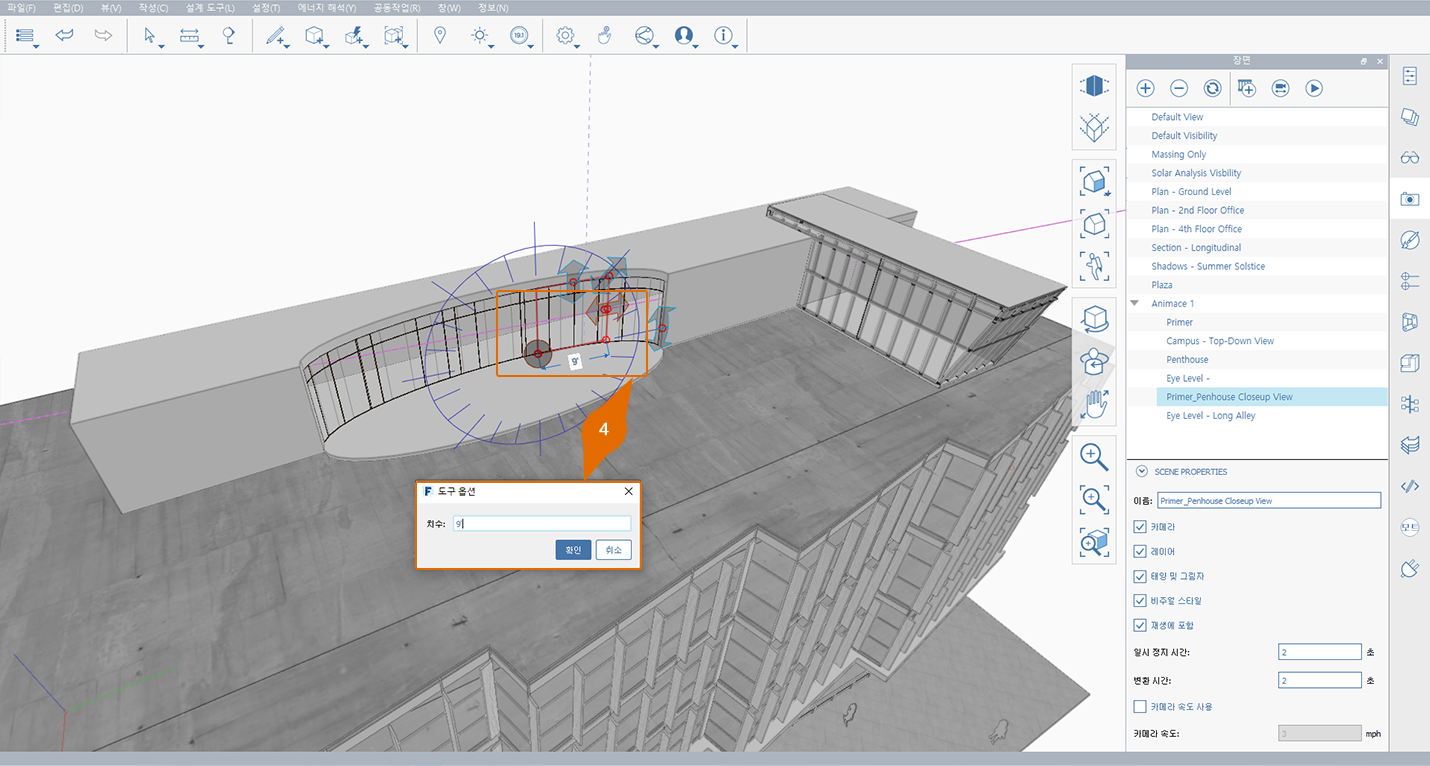 파일(F) 편집(D) 뷰(V) 작성(C) 설계 도구(L) 설정(T) 에너지 해석(Y) 공동작업(R) 창(W) 정보(N)
19.1
장면
Default View
Default Visibility
Massing Only
Solar Analysis Visbility
Plan - Ground Level
Plan - 2nd Floor Office
Plan - 4th Floor Office
Section - Longitudinal
Shadows - Summer Solstice
Plaza
Animace 1
Primer
Campus - Top-Down View
Penthouse
Eye Level -
Primer_Penhouse Closeup View
Eye Level - Long Alley
9'
4
F 도구 옵션
치수: 9'
확인 취소
SCENE PROPERTIES
이름: Primer_Penhouse Closeup View
카메라
레이어
태양 및 그림자
비주얼 스타일
재생에 포함
일시 정지 시간: 2 초
변환 시간: 2 초
카메라 속도 사용
카메라 속도: 3 mph
모드